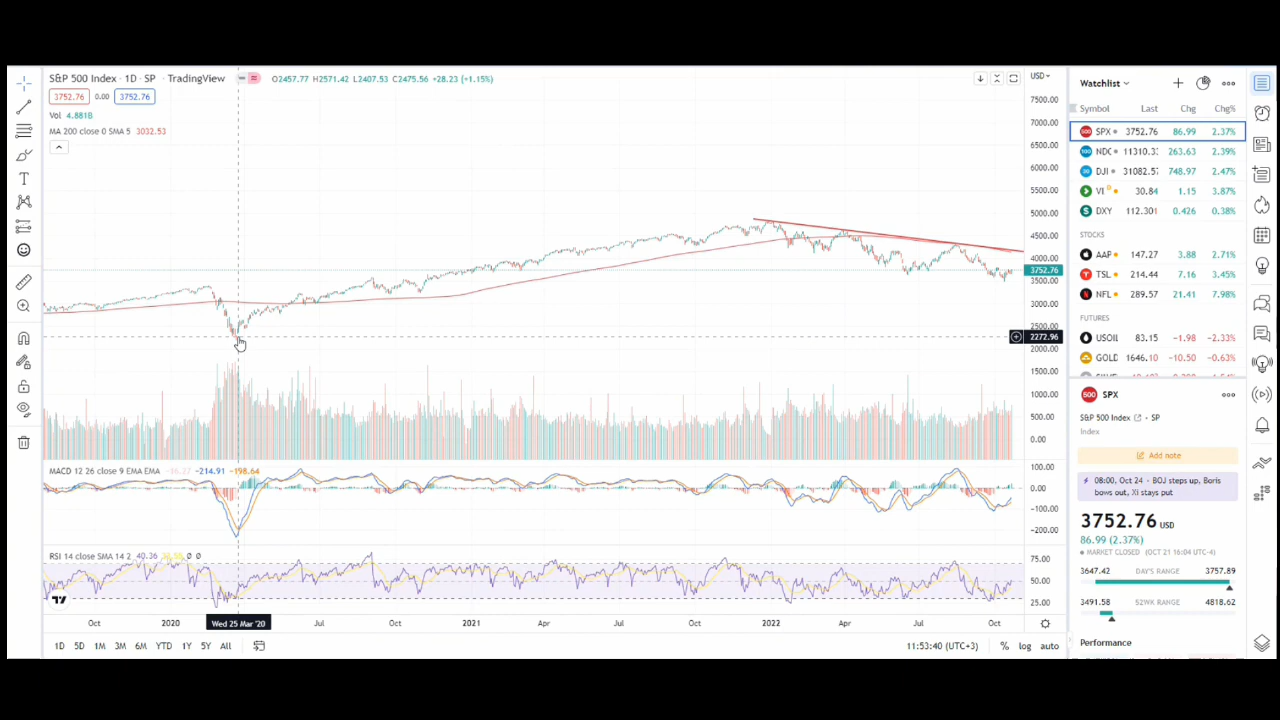 S&P 500 Index · 1D · SP · TradingView
O2457.77 H2571.42 L2407.53 C2475.56 +28.23 (+1.15%)
3752.76 0.00 3752.76
Vol 4.881B
MA 200 close 0 SMA 5 3032.53
USD
7500.00
7000.00
6500.00
6000.00
5500.00
5000.00
4500.00
4000.00
3752.76
3500.00
3000.00
2500.00
2272.96
2000.00
1500.00
1000.00
500.00
0.00
MACD 12 26 close 9 EMA EMA -214.91 -198.64
100.00
0.00
-100.00
-200.00
RSI 14 close SMA 14 2 40.36 Ø Ø
75.00
50.00
25.00
Oct 2020 Wed 25 Mar '20 Jul Oct 2021 Apr Jul Oct 2022 Apr Jul Oct
1D 5D 1M 3M 6M YTD 1Y 5Y All
11:53:40 (UTC+3) % log auto
Watchlist
Symbol Last Chg Chg%
500 SPX 3752.76 86.99 2.37%
100 NDC 263.63 2.39%
30 DJI 748.97 2.47%
VI D 30.84 1.15 3.87%
DXY 112.301 0.426 0.38%
STOCKS
AAP 147.27 3.88 2.71%
TSL 214.44 7.16 3.45%
NFL 289.57 21.41 7.98%
FUTURES
USOII 83.15 -1.98 -2.33%
GOLD 1646.10 -10.50 -0.63%
500 SPX
S&P 500 Index · SP
Index
Add note
08:00, Oct 24 · BOJ steps up, Boris
bows out, Xi stays put
3752.76 USD
86.99 (2.37%)
MARKET CLOSED (OCT 21 16:04 UTC-4)
3647.42 DAY'S RANGE 3757.89
3491.58 52WK RANGE 4818.62
Performance